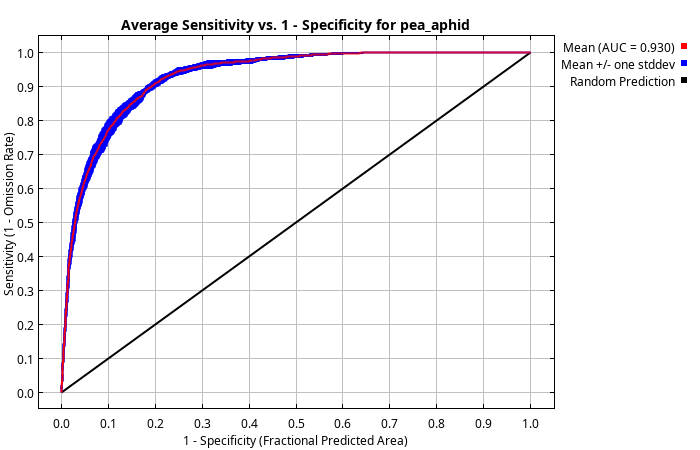 Average Sensitivity vs. 1 - Specificity for pea_aphid
Mean (AUC = 0.930)
Mean +/- one stddev
Random Prediction
Sensitivity (1 - Omission Rate)
1.0
0.9
0.8
0.7
0.6
0.5
0.4
0.3
0.2
0.1
0.0
0.0 0.1 0.2 0.3 0.4 0.5 0.6 0.7 0.8 0.9 1.0
1 - Specificity (Fractional Predicted Area)